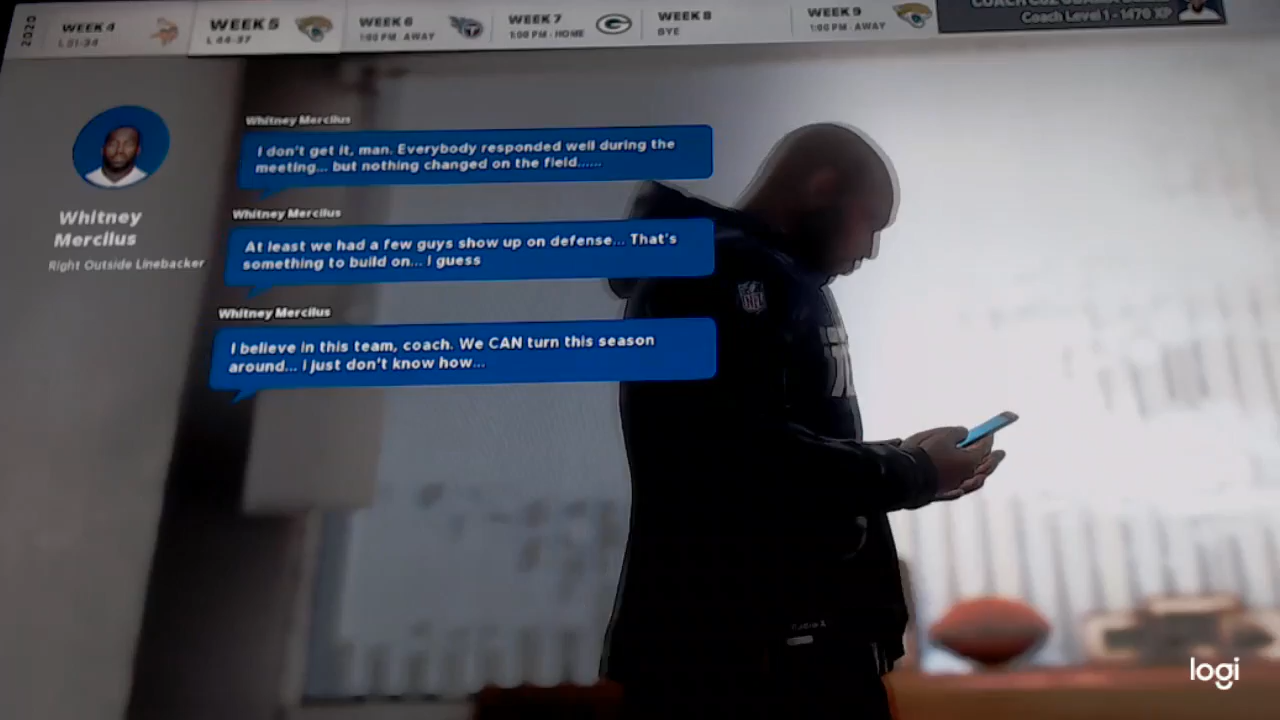 2020
WEEK 4
L 31-34
WEEK 5
L 44-37
WEEK 6
1:00 PM · AWAY
WEEK 7
1:00 PM · HOME
WEEK 8
BYE
WEEK 9
1:00 PM · AWAY
Coach Level 1 - 1470 XP
Whitney
Mercilus
Right Outside Linebacker
Whitney Mercilus
I don't get it, man. Everybody responded well during the
meeting... but nothing changed on the field......
Whitney Mercilus
At least we had a few guys show up on defense... That's
something to build on... I guess
Whitney Mercilus
I believe in this team, coach. We CAN turn this season
around... I just don't know how...
NFL
logi